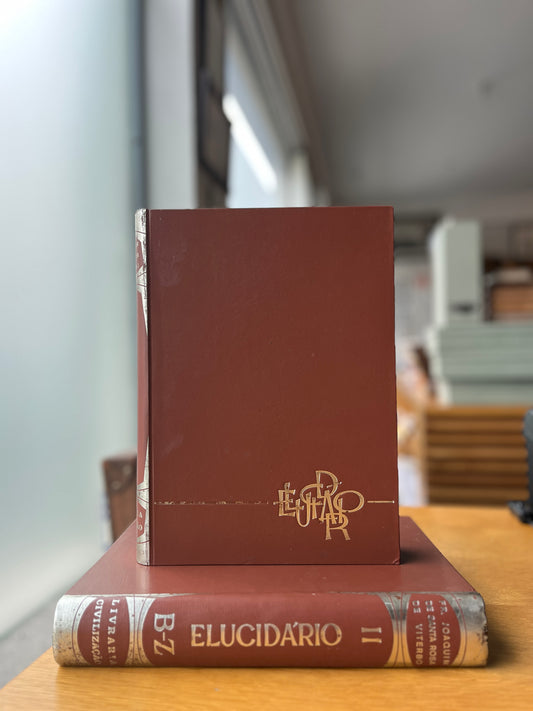 ELUCIDÁRIO
LIVRARIA
CIVILIZAÇÃO
B-Z
ELUCIDÁRIO
II
FR. JOAQUIM
DE SANTA ROSA
DE VITERBO